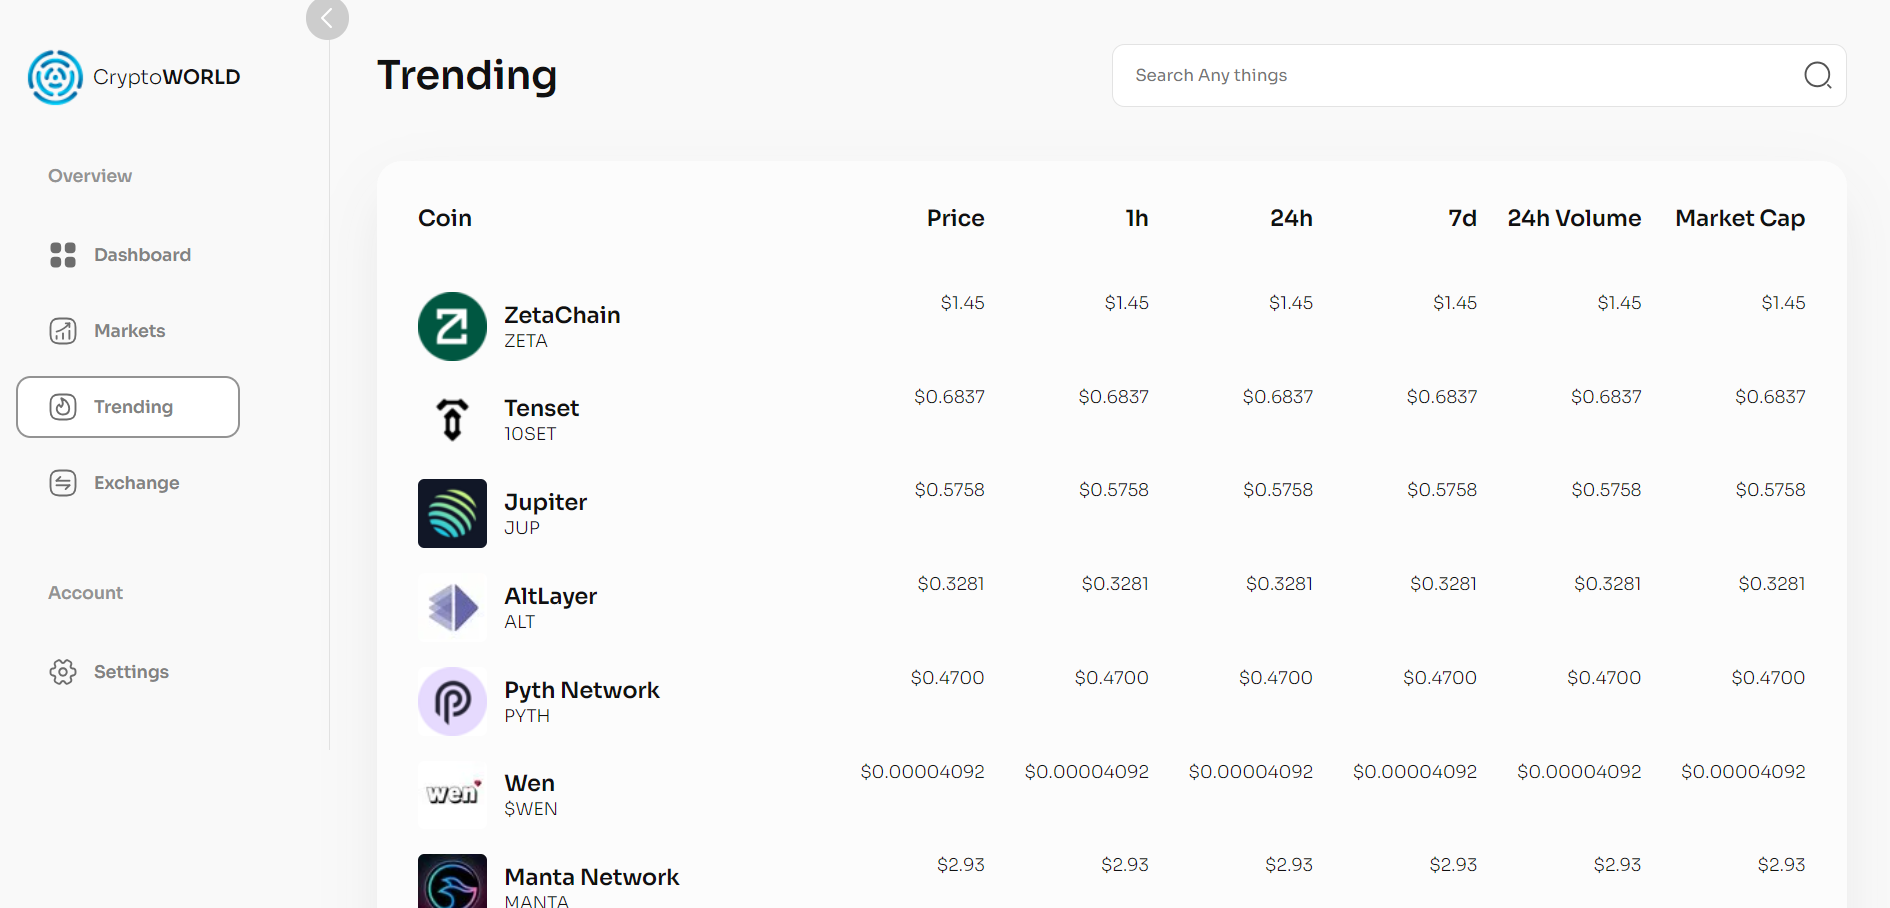 CryptoWORLD
Overview
Dashboard
Markets
Trending
Exchange
Account
Settings
Trending
Search Any things
Coin Price 1h 24h 7d 24h Volume Market Cap
ZetaChain
ZETA
$1.45 $1.45 $1.45 $1.45 $1.45 $1.45
Tenset
10SET
$0.6837 $0.6837 $0.6837 $0.6837 $0.6837 $0.6837
Jupiter
JUP
$0.5758 $0.5758 $0.5758 $0.5758 $0.5758 $0.5758
AltLayer
ALT
$0.3281 $0.3281 $0.3281 $0.3281 $0.3281 $0.3281
Pyth Network
PYTH
$0.4700 $0.4700 $0.4700 $0.4700 $0.4700 $0.4700
wen
Wen
$WEN
$0.00004092 $0.00004092 $0.00004092 $0.00004092 $0.00004092 $0.00004092
Manta Network
MANTA
$2.93 $2.93 $2.93 $2.93 $2.93 $2.93